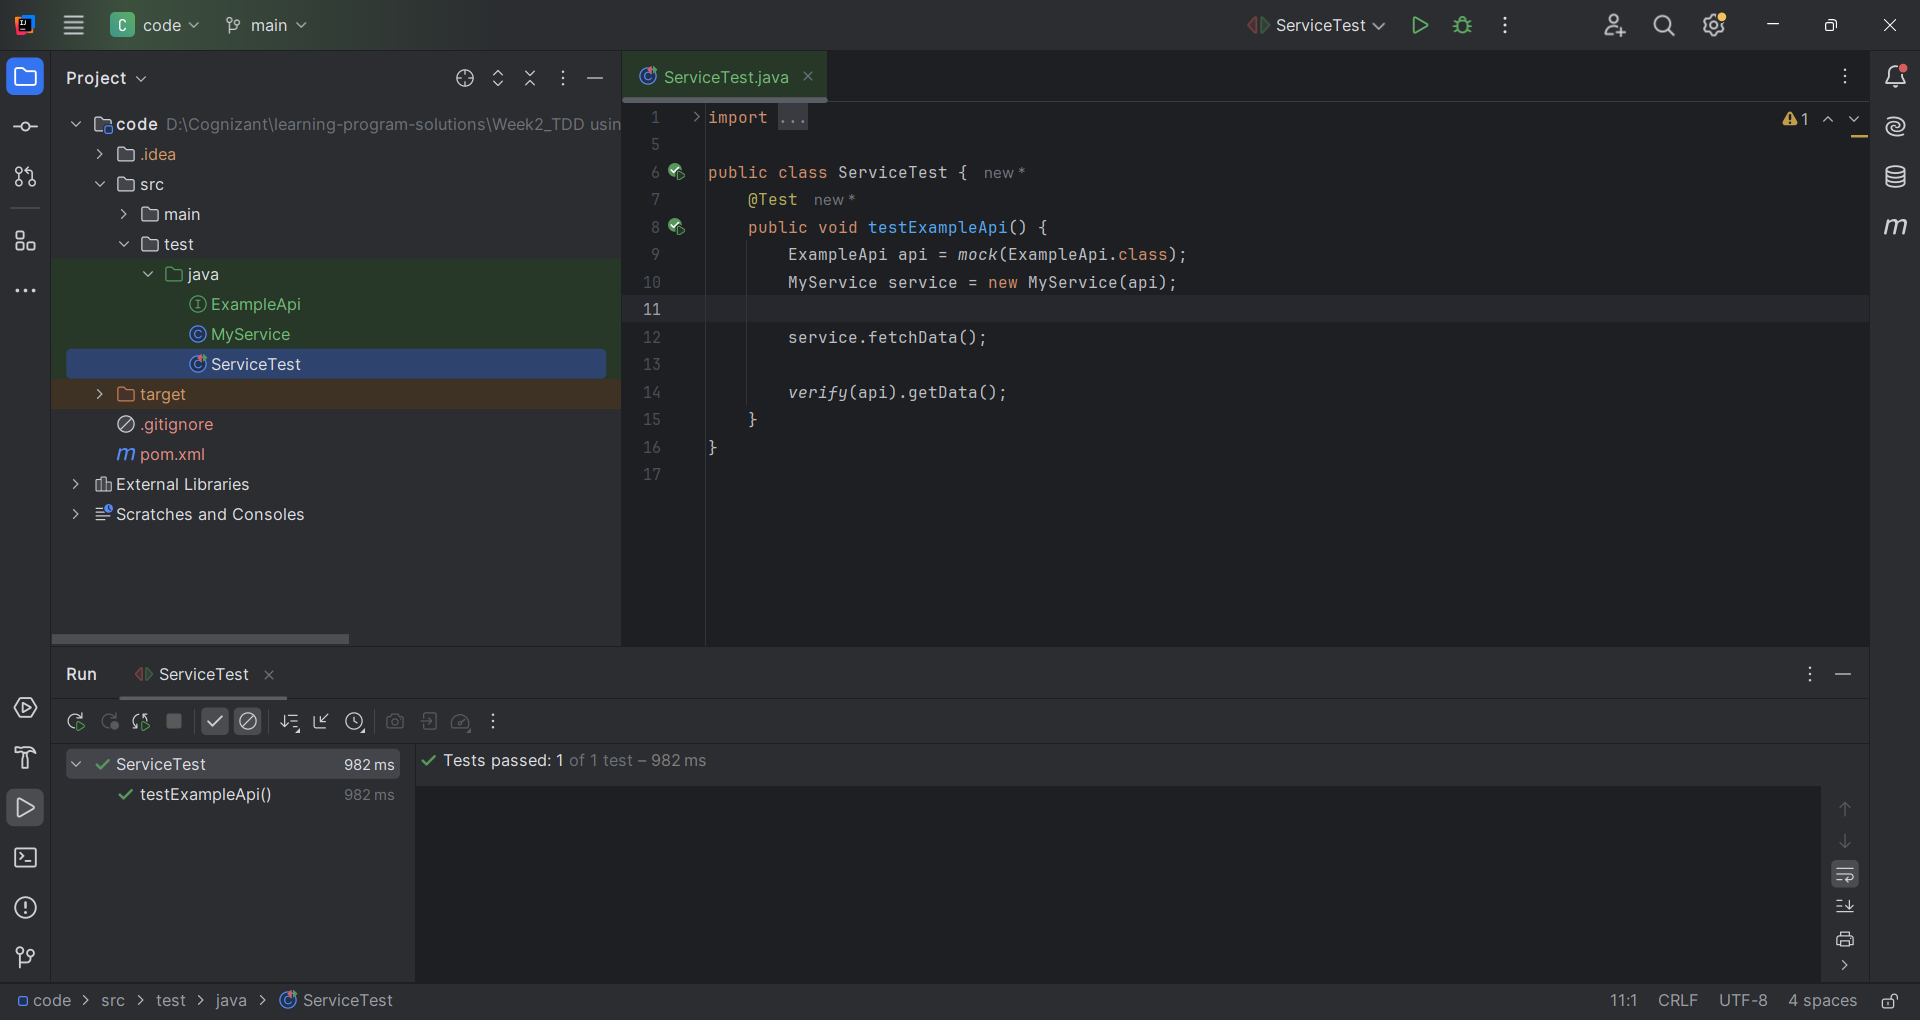 C code main ServiceTest
Project
code D:\Cognizant\learning-program-solutions\Week2_TDD usin
.idea
src
main
test
java
ExampleApi
MyService
ServiceTest
target
.gitignore
m pom.xml
External Libraries
Scratches and Consoles
ServiceTest.java
1 import ...
5
6 public class ServiceTest { new *
7 @Test new *
8 public void testExampleApi() {
9 ExampleApi api = mock(ExampleApi.class);
10 MyService service = new MyService(api);
11
12 service.fetchData();
13
14 verify(api).getData();
15 }
16 }
17
1
m
Run ServiceTest
ServiceTest 982 ms
testExampleApi() 982 ms
Tests passed: 1 of 1 test – 982 ms
code > src > test > java > ServiceTest
11:1 CRLF UTF-8 4 spaces